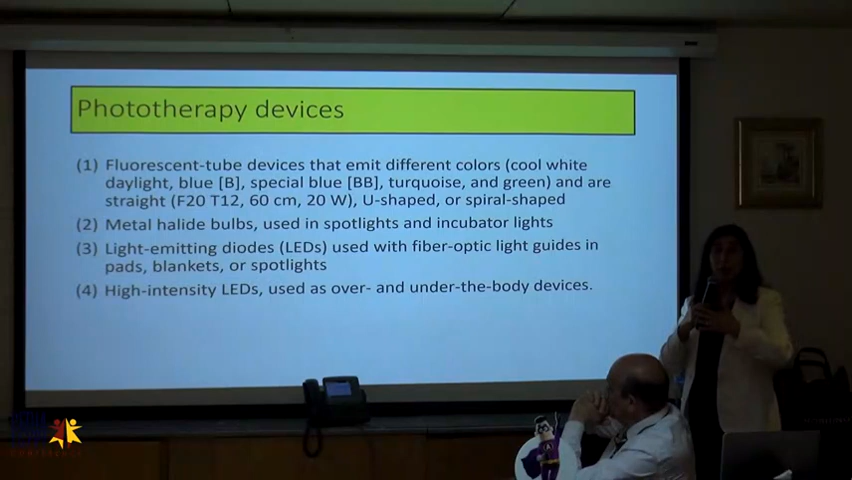 Phototherapy devices
(1) Fluorescent-tube devices that emit different colors (cool white
daylight, blue [B], special blue [BB], turquoise, and green) and are
straight (F20 T12, 60 cm, 20 W), U-shaped, or spiral-shaped
(2) Metal halide bulbs, used in spotlights and incubator lights
(3) Light-emitting diodes (LEDs) used with fiber-optic light guides in
pads, blankets, or spotlights
(4) High-intensity LEDs, used as over- and under-the-body devices.
CONFERENCE